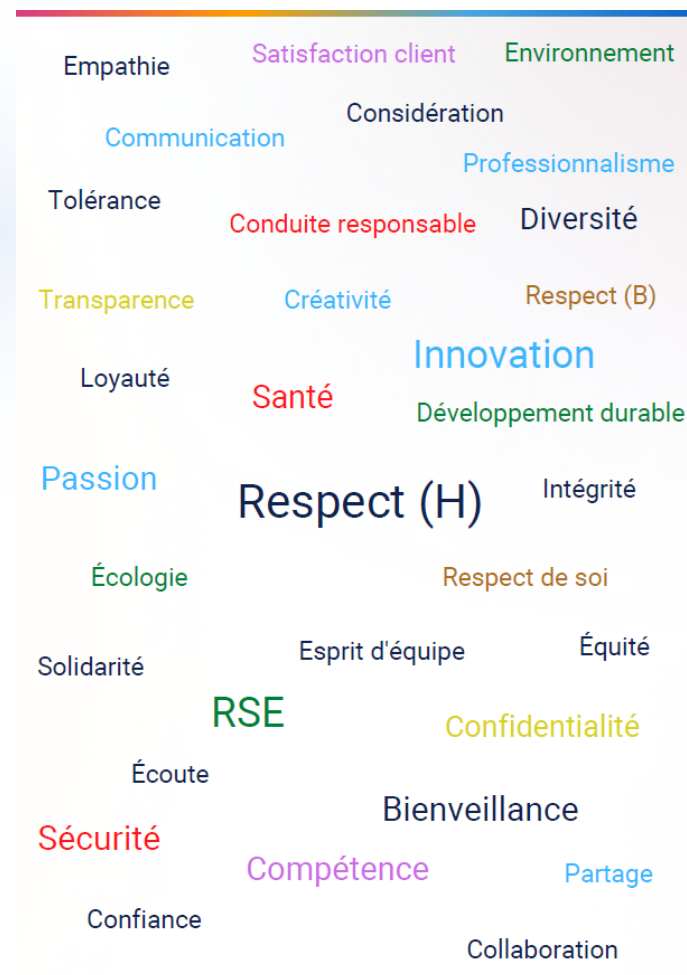 Empathie
Satisfaction client
Environnement
Considération
Communication
Professionnalisme
Tolérance
Conduite responsable
Diversité
Transparence
Créativité
Respect (B)
Innovation
Loyauté
Santé
Développement durable
Passion
Respect (H)
Intégrité
Écologie
Respect de soi
Solidarité
Esprit d'équipe
Équité
RSE
Confidentialité
Écoute
Bienveillance
Sécurité
Compétence
Partage
Confiance
Collaboration